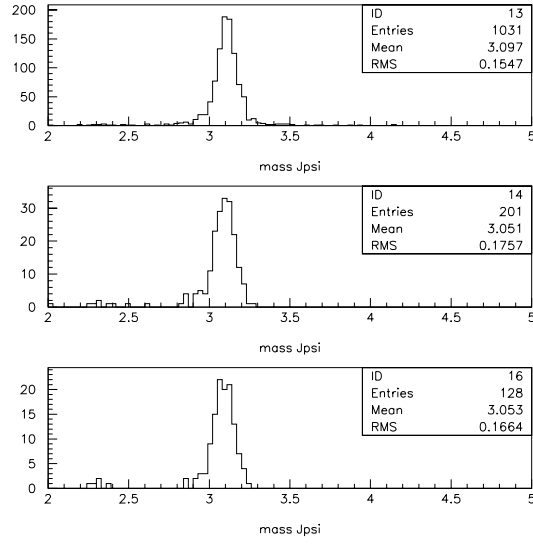 200
150
100
50
0
ID 13
Entries 1031
Mean 3.097
RMS 0.1547
2 2.5 3 3.5 4 4.5 5
mass Jpsi
30
20
10
0
ID 14
Entries 201
Mean 3.051
RMS 0.1757
2 2.5 3 3.5 4 4.5 5
mass Jpsi
20
15
10
5
0
ID 16
Entries 128
Mean 3.053
RMS 0.1664
2 2.5 3 3.5 4 4.5 5
mass Jpsi